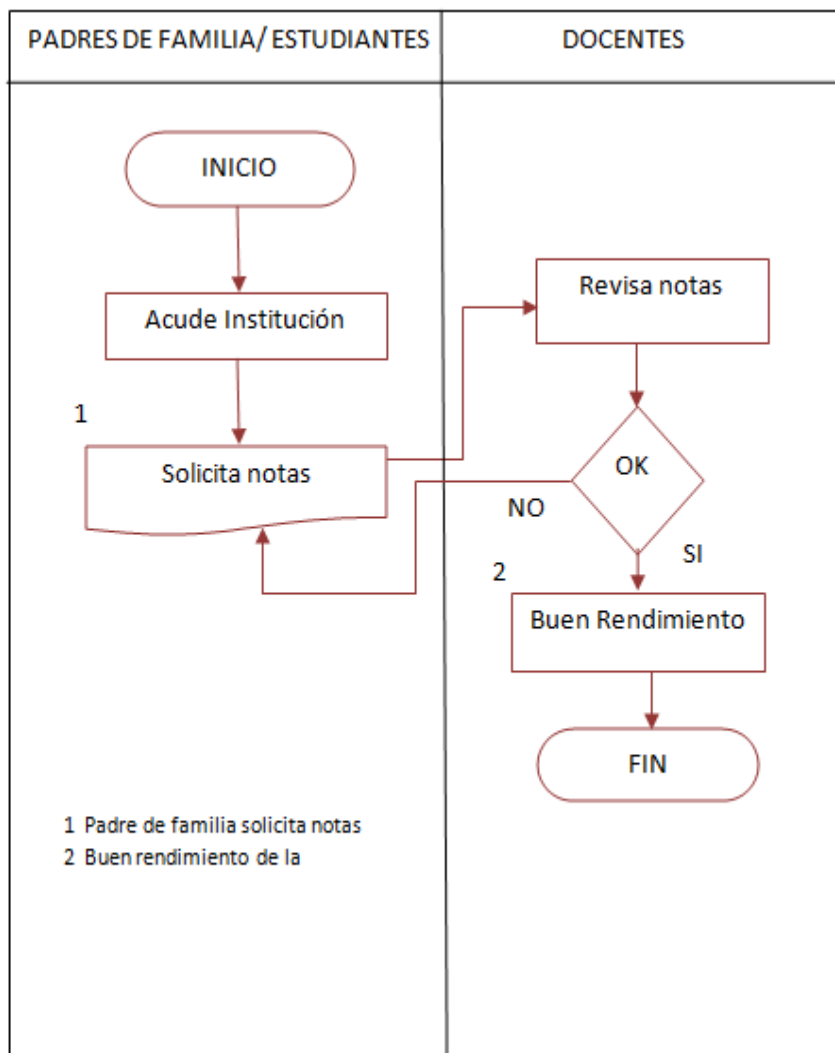 PADRES DE FAMILIA/ ESTUDIANTES
DOCENTES
INICIO
Acude Institución
1
Solicita notas
Revisa notas
OK
NO
SI
2
Buen Rendimiento
FIN
1 Padre de familia solicita notas
2 Buen rendimiento de la